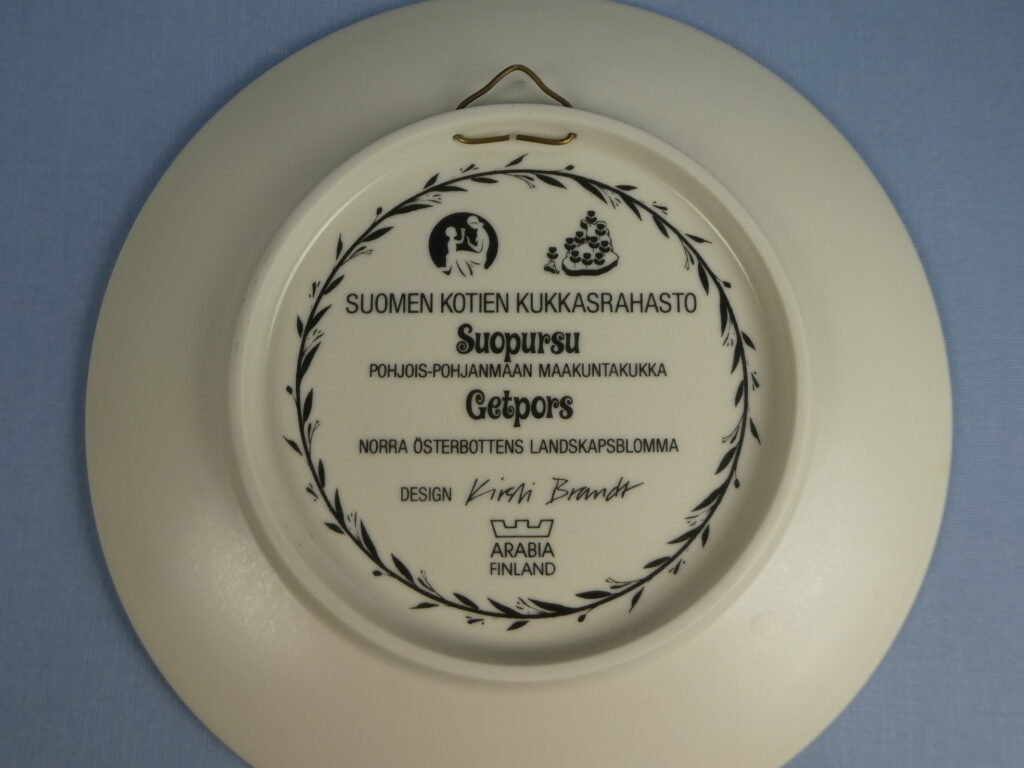 SUOMEN KOTIEN KUKKASRAHASTO
Suopursu
POHJOIS-POHJANMAAN MAAKUNTAKUKKA
Getpors
NORRA ÖSTERBOTTENS LANDSKAPSBLOMMA
DESIGN Kirsti Brandt
ARABIA
FINLAND